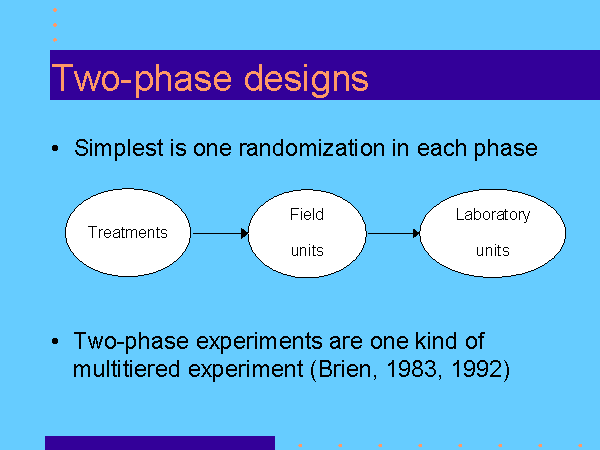 Two-phase designs
• Simplest is one randomization in each phase
Treatments
Field
units
Laboratory
units
• Two-phase experiments are one kind of
multitiered experiment (Brien, 1983, 1992)